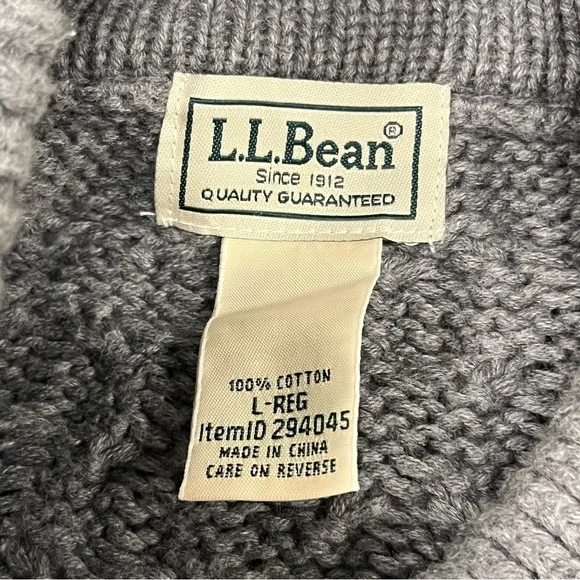 L.L.Bean®
Since 1912
QUALITY GUARANTEED
100% COTTON
L-REG
ItemID 294045
MADE IN CHINA
CARE ON REVERSE